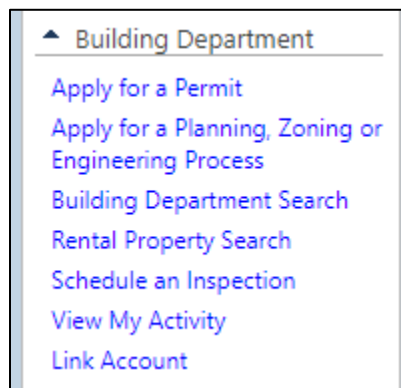 Building Department
Apply for a Permit
Apply for a Planning, Zoning or
Engineering Process
Building Department Search
Rental Property Search
Schedule an Inspection
View My Activity
Link Account